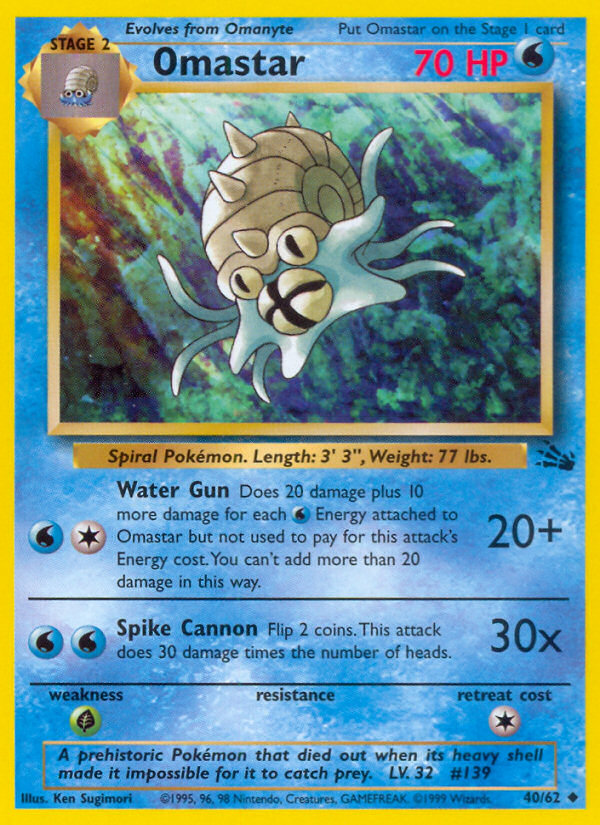 Evolves from Omanyte Put Omastar on the Stage 1 card
STAGE 2
Omastar 70 HP
Spiral Pokémon. Length: 3' 3", Weight: 77 lbs.
Water Gun Does 20 damage plus 10
more damage for each Energy attached to
Omastar but not used to pay for this attack's
Energy cost. You can't add more than 20
damage in this way.
20+
Spike Cannon Flip 2 coins. This attack
does 30 damage times the number of heads.
30x
weakness resistance retreat cost
A prehistoric Pokémon that died out when its heavy shell
made it impossible for it to catch prey. LV. 32 #139
Illus. Ken Sugimori ©1995, 96, 98 Nintendo, Creatures, GAMEFREAK. ©1999 Wizards. 40/62